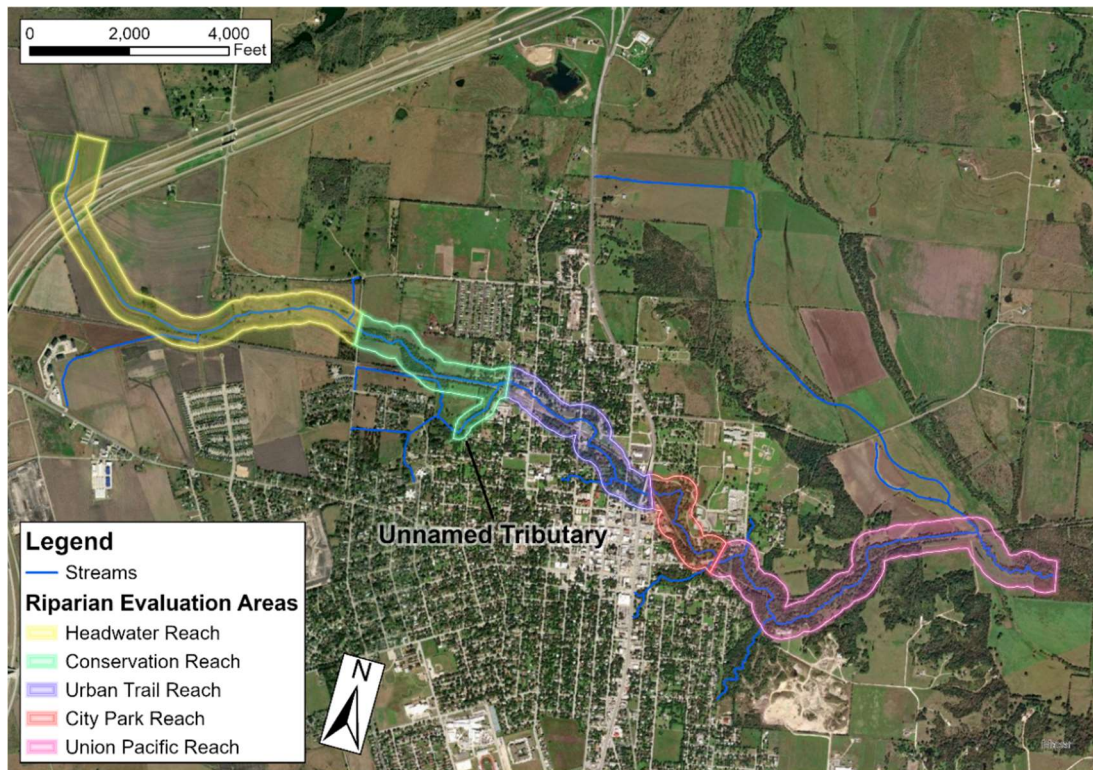 0 2,000 4,000
Feet
Unnamed Tributary
Legend
Streams
Riparian Evaluation Areas
Headwater Reach
Conservation Reach
Urban Trail Reach
City Park Reach
Union Pacific Reach
N